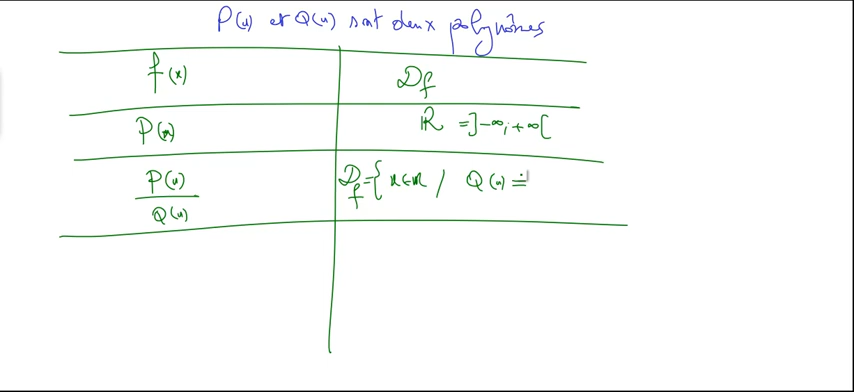 P(x) et Q(x) sont deux polynômes
f(x) Df
P(x) ℝ = ]-∞; +∞[
P(x)/Q(x) Df = { x ∈ ℝ / Q(x) =